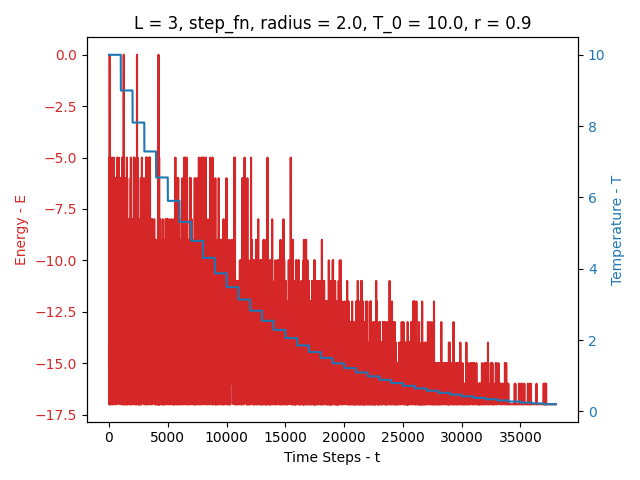 L = 3, step_fn, radius = 2.0, T_0 = 10.0, r = 0.9
0.0
−2.5
−5.0
−7.5
−10.0
−12.5
−15.0
−17.5
Energy - E
10
8
6
4
2
0
Temperature - T
0 5000 10000 15000 20000 25000 30000 35000
Time Steps - t